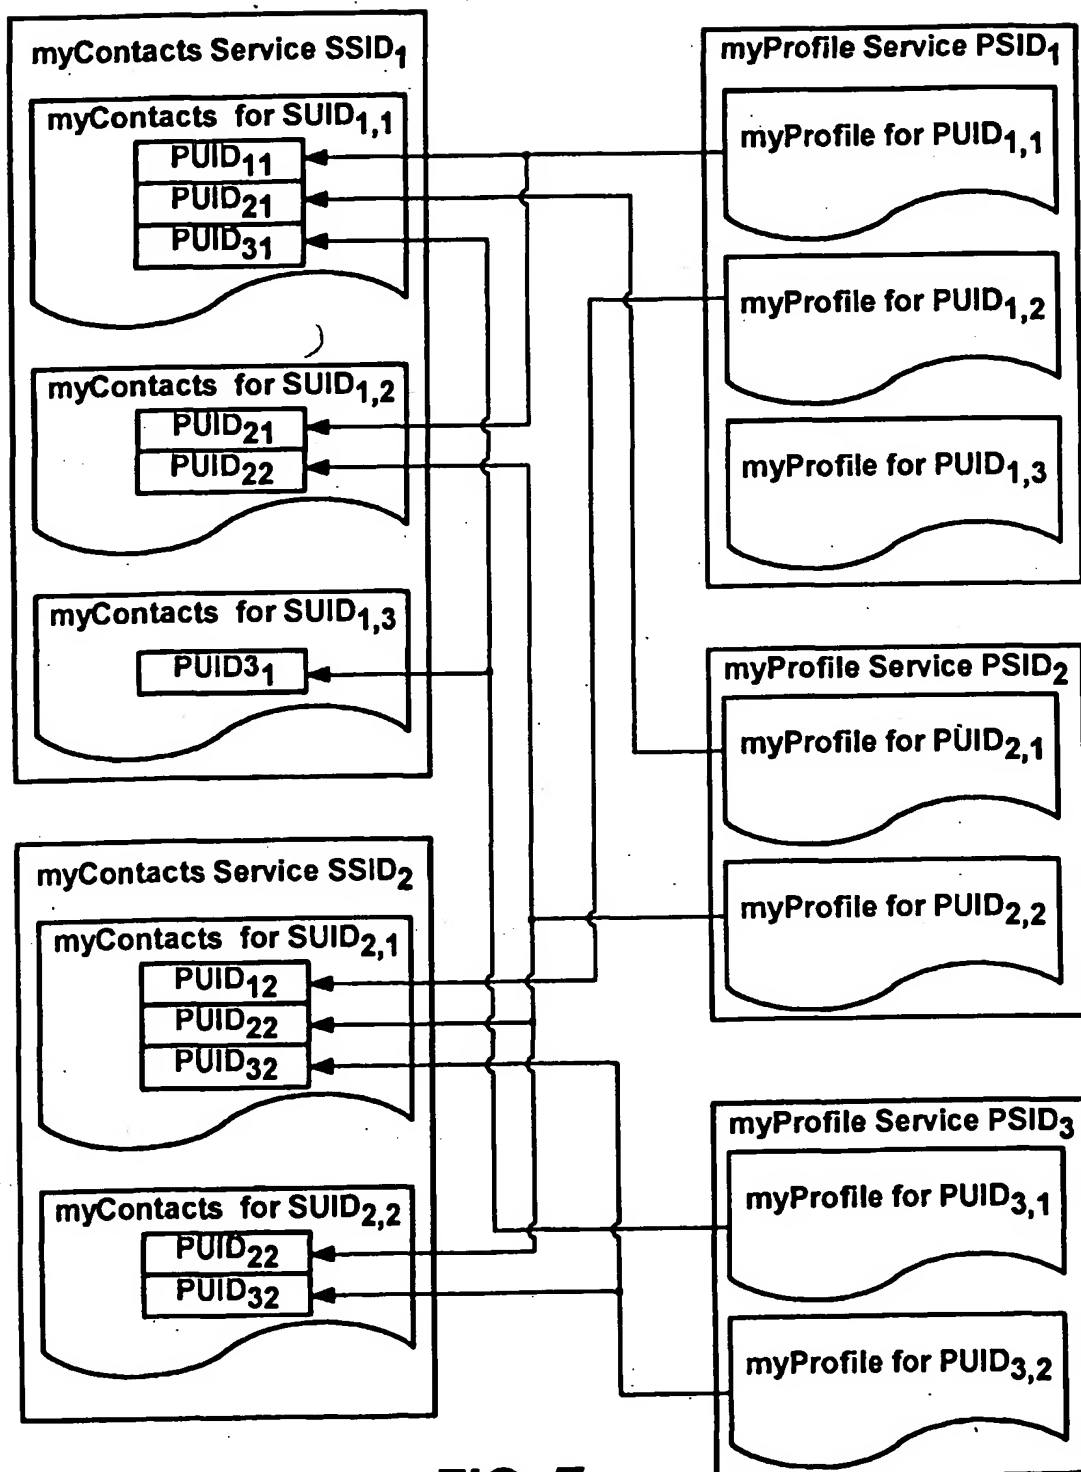 myContacts Service SSID1
myContacts for SUID1,1
PUID11
PUID21
PUID31
myContacts for SUID1,2
PUID21
PUID22
myContacts for SUID1,3
PUID31
myContacts Service SSID2
myContacts for SUID2,1
PUID12
PUID22
PUID32
myContacts for SUID2,2
PUID22
PUID32
myProfile Service PSID1
myProfile for PUID1,1
myProfile for PUID1,2
myProfile for PUID1,3
myProfile Service PSID2
myProfile for PUID2,1
myProfile for PUID2,2
myProfile Service PSID3
myProfile for PUID3,1
myProfile for PUID3,2